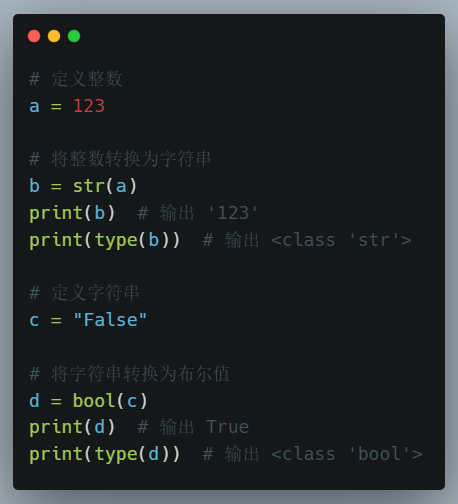 # 定义整数
a = 123
# 将整数转换为字符串
b = str(a)
print(b)  # 输出 '123'
print(type(b))  # 输出 <class 'str'>
# 定义字符串
c = "False"
# 将字符串转换为布尔值
d = bool(c)
print(d)  # 输出 True
print(type(d))  # 输出 <class 'bool'>